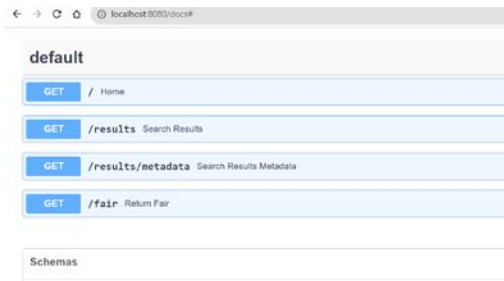 localhost:8080/docs#
default
GET / Home
GET /results Search Results
GET /results/metadata Search Results Metadata
GET /fair Return Fair
Schemas